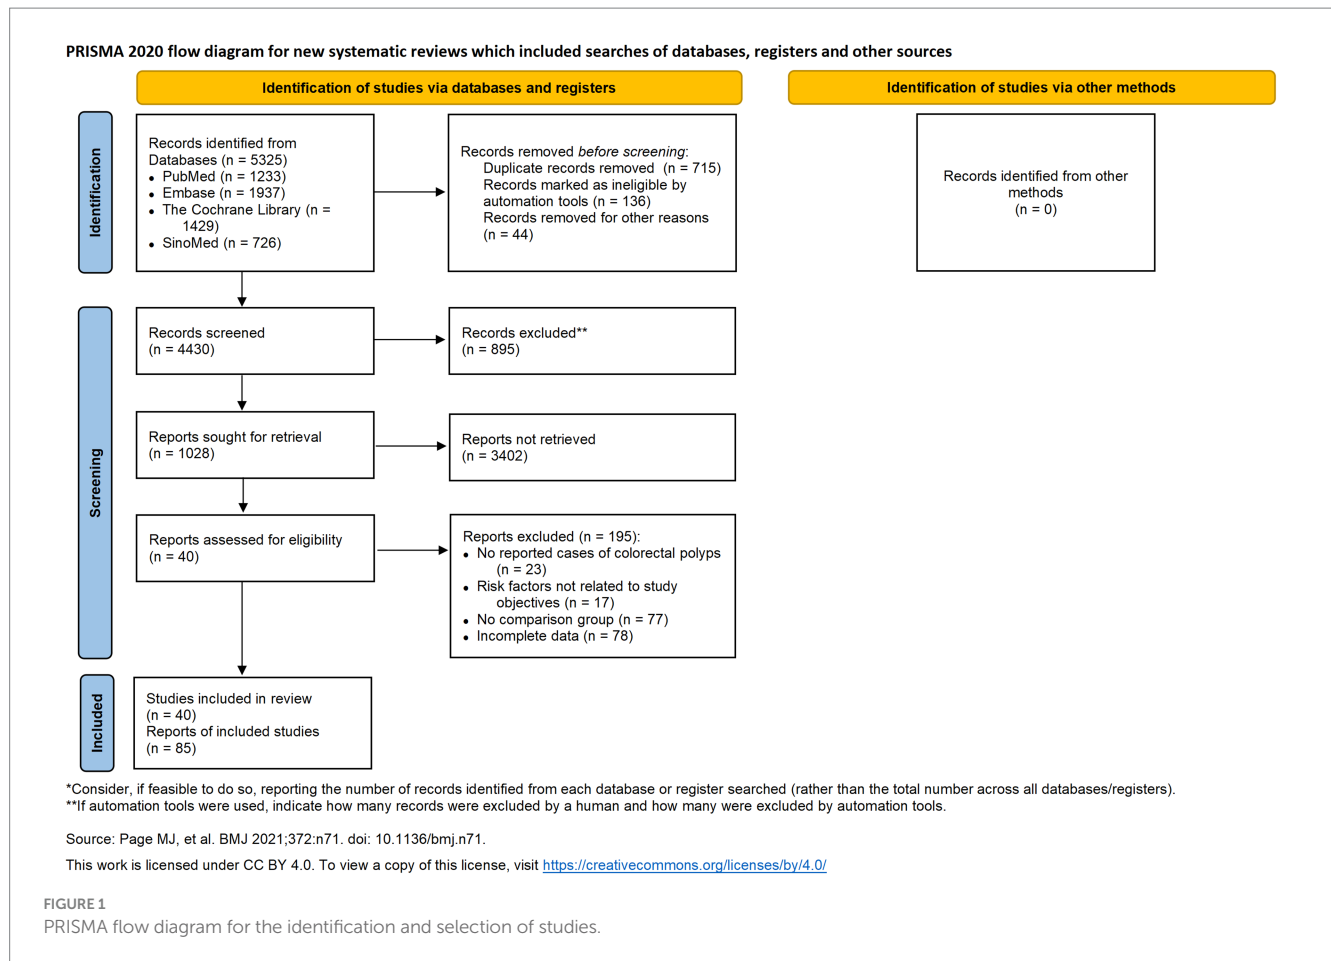 PRISMA 2020 flow diagram for new systematic reviews which included searches of databases, registers and other sources
Identification of studies via databases and registers
Identification of studies via other methods
Identification
Records identified from
Databases (n = 5325)
• PubMed (n = 1233)
• Embase (n = 1937)
• The Cochrane Library (n =
1429)
• SinoMed (n = 726)
Records removed before screening:
Duplicate records removed (n = 715)
Records marked as ineligible by
automation tools (n = 136)
Records removed for other reasons
(n = 44)
Records identified from other
methods
(n = 0)
Screening
Records screened
(n = 4430)
Records excluded**
(n = 895)
Reports sought for retrieval
(n = 1028)
Reports not retrieved
(n = 3402)
Reports assessed for eligibility
(n = 40)
Reports excluded (n = 195):
• No reported cases of colorectal polyps
(n = 23)
• Risk factors not related to study
objectives (n = 17)
• No comparison group (n = 77)
• Incomplete data (n = 78)
Included
Studies included in review
(n = 40)
Reports of included studies
(n = 85)
*Consider, if feasible to do so, reporting the number of records identified from each database or register searched (rather than the total number across all databases/registers).
**If automation tools were used, indicate how many records were excluded by a human and how many were excluded by automation tools.
Source: Page MJ, et al. BMJ 2021;372:n71. doi: 10.1136/bmj.n71.
This work is licensed under CC BY 4.0. To view a copy of this license, visit https://creativecommons.org/licenses/by/4.0/
FIGURE 1
PRISMA flow diagram for the identification and selection of studies.